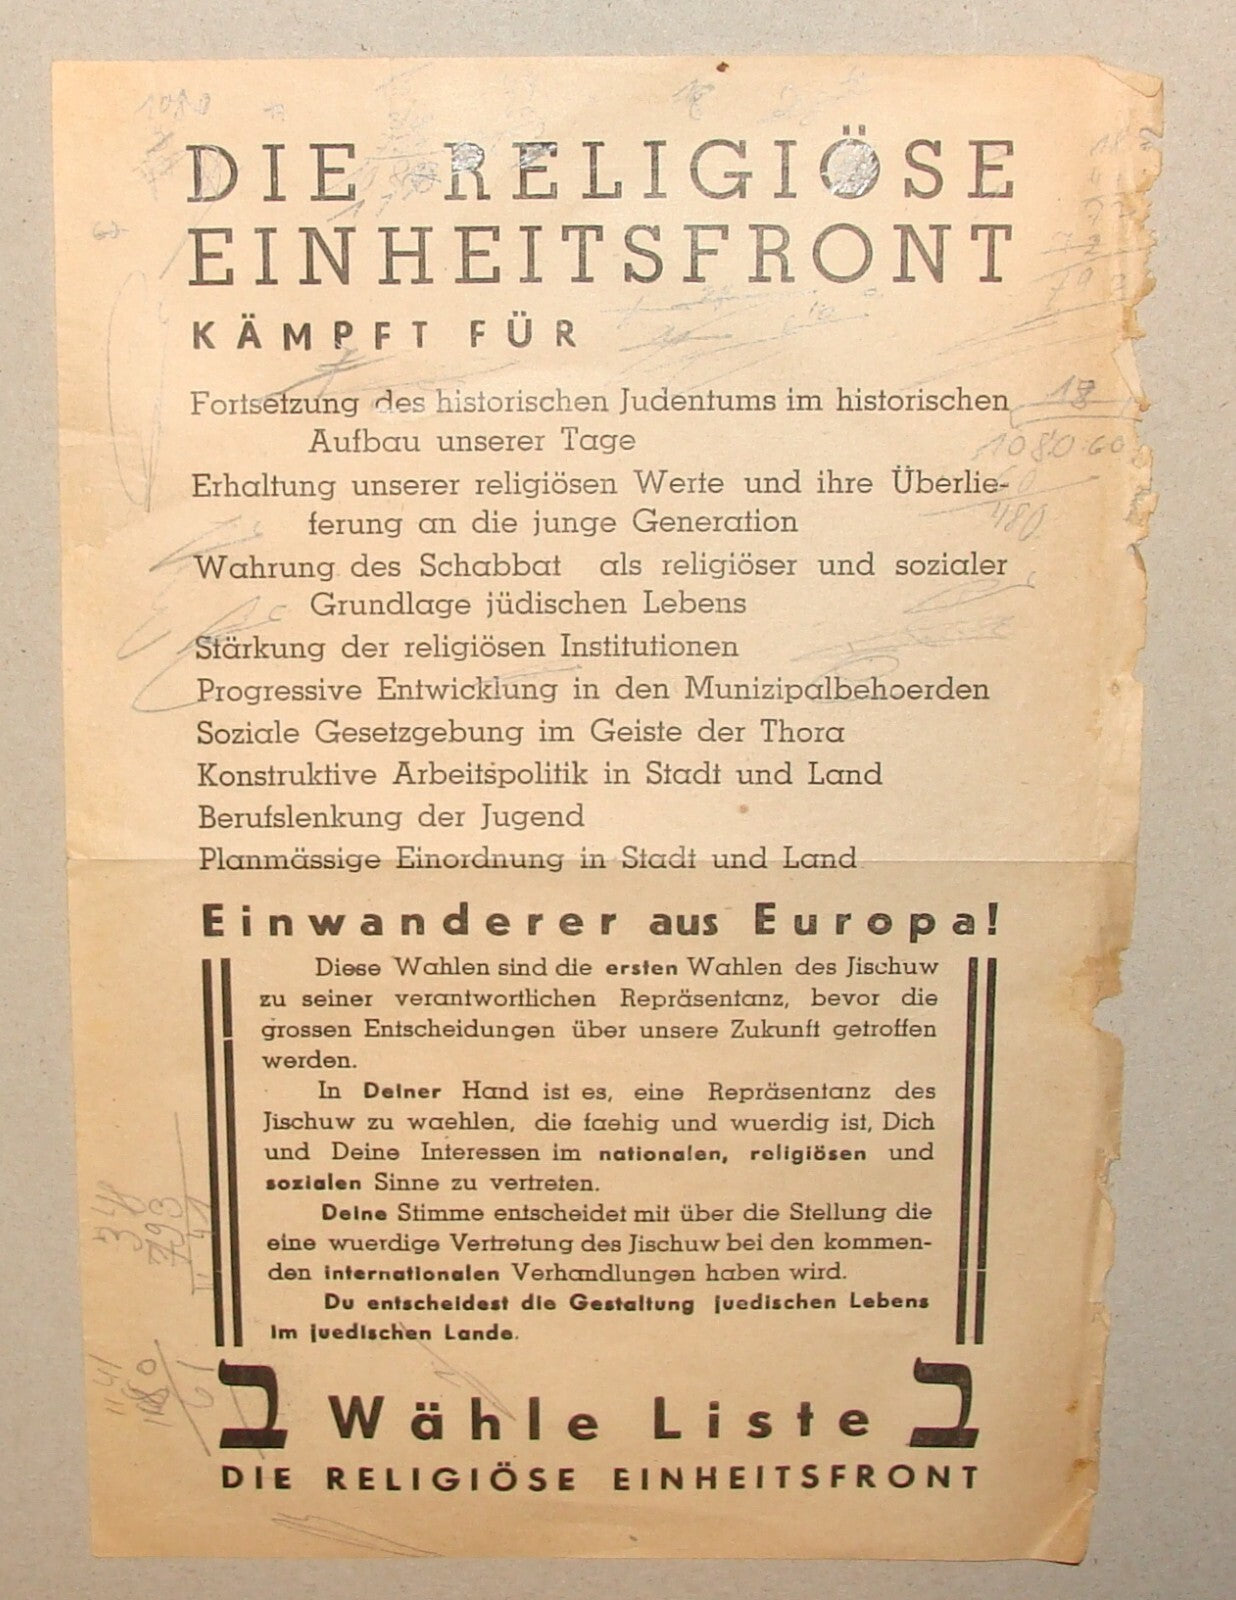 DIE RELIGIÖSE
EINHEITSFRONT
KÄMPFT FÜR
Fortsetzung des historischen Judentums im historischen
Aufbau unserer Tage
Erhaltung unserer religiösen Werte und ihre Überlie-
ferung an die junge Generation
Wahrung des Schabbat als religiöser und sozialer
Grundlage jüdischen Lebens
Stärkung der religiösen Institutionen
Progressive Entwicklung in den Munizipalbehoerden
Soziale Gesetzgebung im Geiste der Thora
Konstruktive Arbeitspolitik in Stadt und Land
Berufslenkung der Jugend
Planmässige Einordnung in Stadt und Land
Einwanderer aus Europa!
Diese Wahlen sind die ersten Wahlen des Jischuw
zu seiner verantwortlichen Repräsentanz, bevor die
grossen Entscheidungen über unsere Zukunft getroffen
werden.
In Deiner Hand ist es, eine Repräsentanz des
Jischuw zu waehlen, die faehig und wuerdig ist, Dich
und Deine Interessen im nationalen, religiösen und
sozialen Sinne zu vertreten.
Deine Stimme entscheidet mit über die Stellung die
eine wuerdige Vertretung des Jischuw bei den kommen-
den internationalen Verhandlungen haben wird.
Du entscheidest die Gestaltung juedischen Lebens
im juedischen Lande.
ב Wähle Liste ב
DIE RELIGIÖSE EINHEITSFRONT
18
1080.60
60
1180
348
793
1080